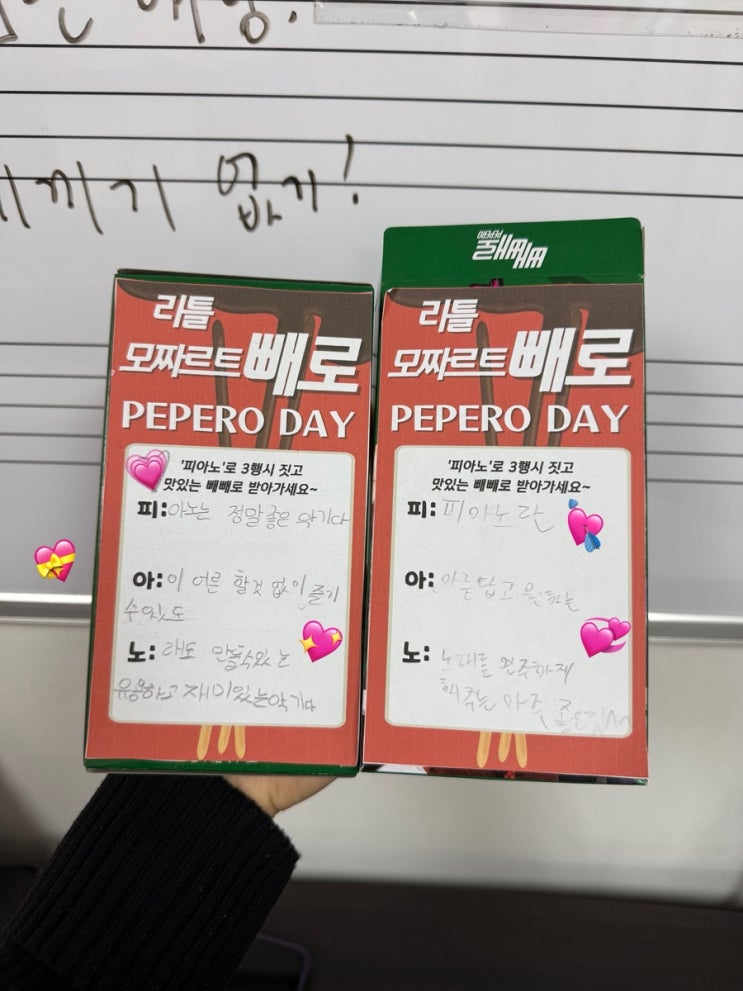 없기!
빼빼로
PEPERO
리틀
모짜르트 빼로
PEPERO DAY
'피아노'로 3행시 짓고
맛있는 빼빼로 받아가세요~
피:아노는 정말 좋은 악기다
아:이 어른 할것 없이 즐기
수있도
노:래도 만들수있는
유용하고 재미있는악기다
리틀
모짜르트 빼로
PEPERO DAY
'피아노'로 3행시 짓고
맛있는 빼빼로 받아가세요~
피:피아노란
아:아름답고
노:노래를 연주하게
해주는 아주 좋은